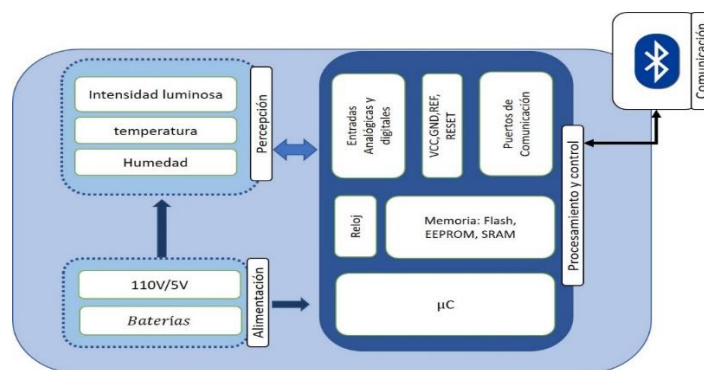 Intensidad luminosa
temperatura
Humedad
Percepción
110V/5V
Baterías
Alimentación
Entradas
Analógicas y
digitales
VCC,GND,REF,
RESET
Puertos de
Comunicación
Reloj
Memoria: Flash,
EEPROM, SRAM
µC
Procesamiento y control
Comunicación